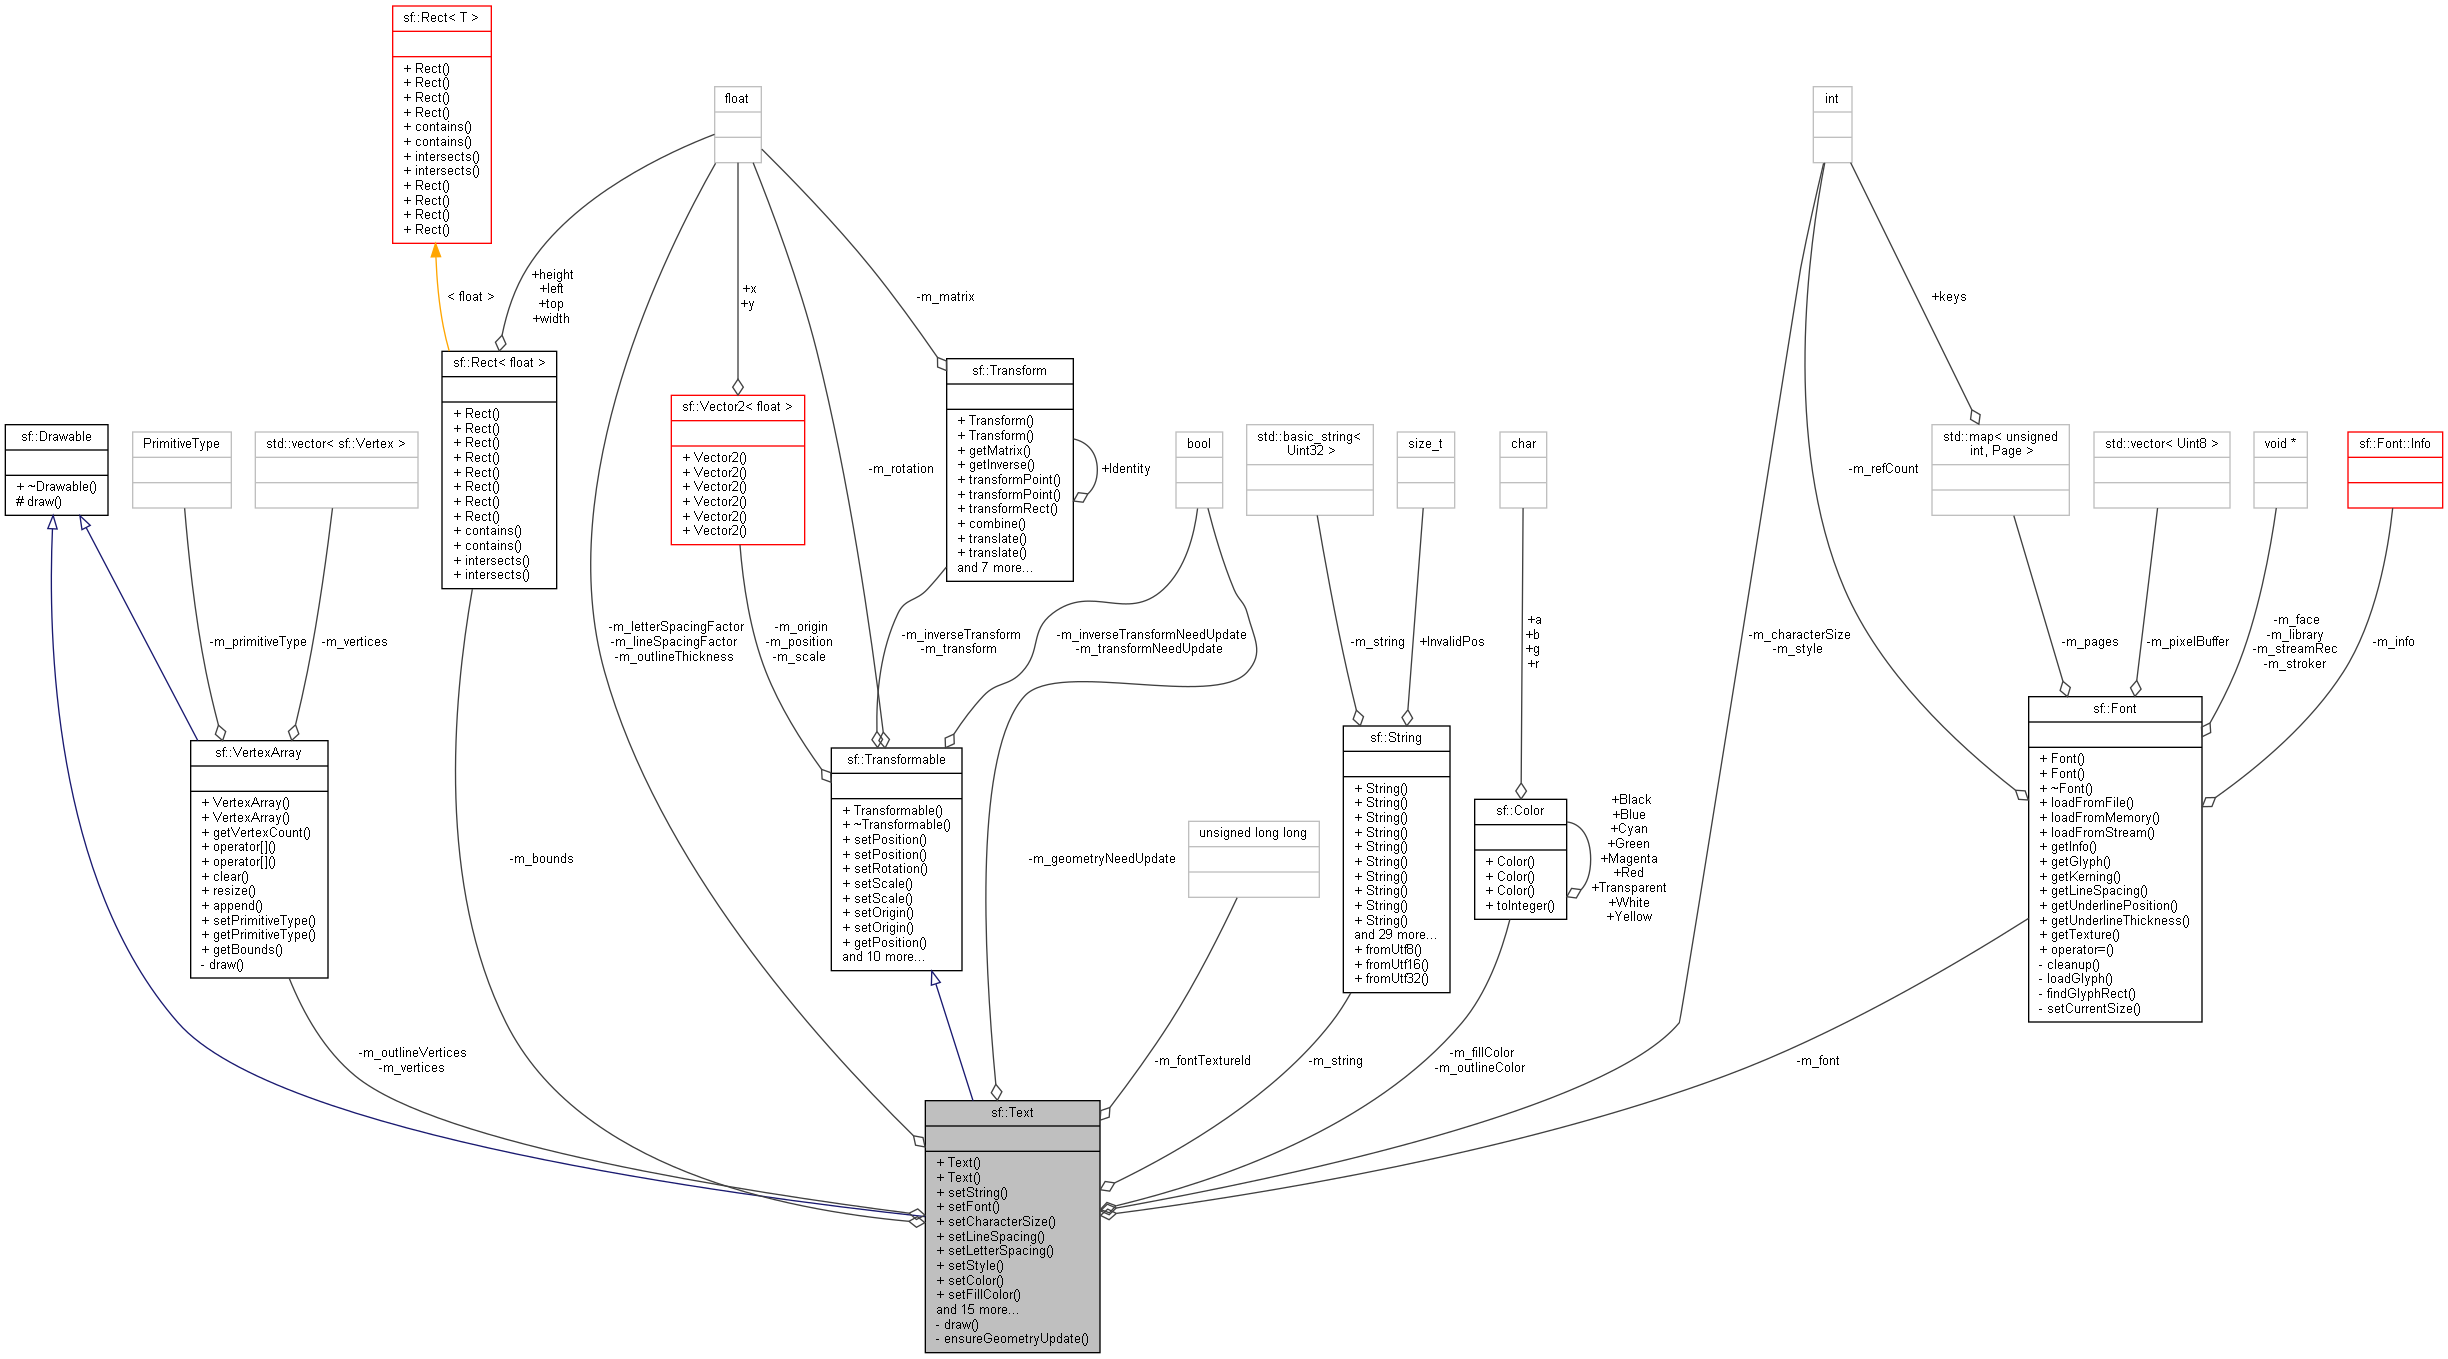 sf::Rect< T >
+ Rect()
+ Rect()
+ Rect()
+ Rect()
+ contains()
+ contains()
+ intersects()
+ intersects()
+ Rect()
+ Rect()
+ Rect()
+ Rect()
float
int
< float >
+height
+left
+top
+width
+x
+y
-m_matrix
+keys
sf::Rect< float >
+ Rect()
+ Rect()
+ Rect()
+ Rect()
+ Rect()
+ Rect()
+ Rect()
+ Rect()
+ contains()
+ contains()
+ intersects()
+ intersects()
sf::Vector2< float >
+ Vector2()
+ Vector2()
+ Vector2()
+ Vector2()
+ Vector2()
+ Vector2()
-m_rotation
sf::Transform
+ Transform()
+ Transform()
+ getMatrix()
+ getInverse()
+ transformPoint()
+ transformPoint()
+ transformRect()
+ combine()
+ translate()
+ translate()
and 7 more...
+Identity
sf::Drawable
+ ~Drawable()
# draw()
PrimitiveType
std::vector< sf::Vertex >
bool
std::basic_string<
Uint32 >
size_t
char
-m_refCount
std::map< unsigned
int, Page >
std::vector< Uint8 >
void *
sf::Font::Info
-m_primitiveType
-m_vertices
-m_letterSpacingFactor
-m_lineSpacingFactor
-m_outlineThickness
-m_origin
-m_position
-m_scale
-m_inverseTransform
-m_transform
-m_inverseTransformNeedUpdate
-m_transformNeedUpdate
-m_string
+InvalidPos
+a
+b
+g
+r
-m_characterSize
-m_style
-m_pages
-m_pixelBuffer
-m_face
-m_library
-m_streamRec
-m_stroker
-m_info
sf::VertexArray
+ VertexArray()
+ VertexArray()
+ getVertexCount()
+ operator[]()
+ operator[]()
+ clear()
+ resize()
+ append()
+ setPrimitiveType()
+ getPrimitiveType()
+ getBounds()
- draw()
-m_bounds
sf::Transformable
+ Transformable()
+ ~Transformable()
+ setPosition()
+ setPosition()
+ setRotation()
+ setScale()
+ setScale()
+ setOrigin()
+ setOrigin()
+ getPosition()
and 10 more...
-m_geometryNeedUpdate
unsigned long long
sf::String
+ String()
+ String()
+ String()
+ String()
+ String()
+ String()
+ String()
+ String()
+ String()
+ String()
and 29 more...
+ fromUtf8()
+ fromUtf16()
+ fromUtf32()
sf::Color
+ Color()
+ Color()
+ Color()
+ toInteger()
+Black
+Blue
+Cyan
+Green
+Magenta
+Red
+Transparent
+White
+Yellow
sf::Font
+ Font()
+ Font()
+ ~Font()
+ loadFromFile()
+ loadFromMemory()
+ loadFromStream()
+ getInfo()
+ getGlyph()
+ getKerning()
+ getLineSpacing()
+ getUnderlinePosition()
+ getUnderlineThickness()
+ getTexture()
+ operator=()
- cleanup()
- loadGlyph()
- findGlyphRect()
- setCurrentSize()
-m_outlineVertices
-m_vertices
-m_fontTextureId
-m_string
-m_fillColor
-m_outlineColor
-m_font
sf::Text
+ Text()
+ Text()
+ setString()
+ setFont()
+ setCharacterSize()
+ setLineSpacing()
+ setLetterSpacing()
+ setStyle()
+ setColor()
+ setFillColor()
and 15 more...
- draw()
- ensureGeometryUpdate()